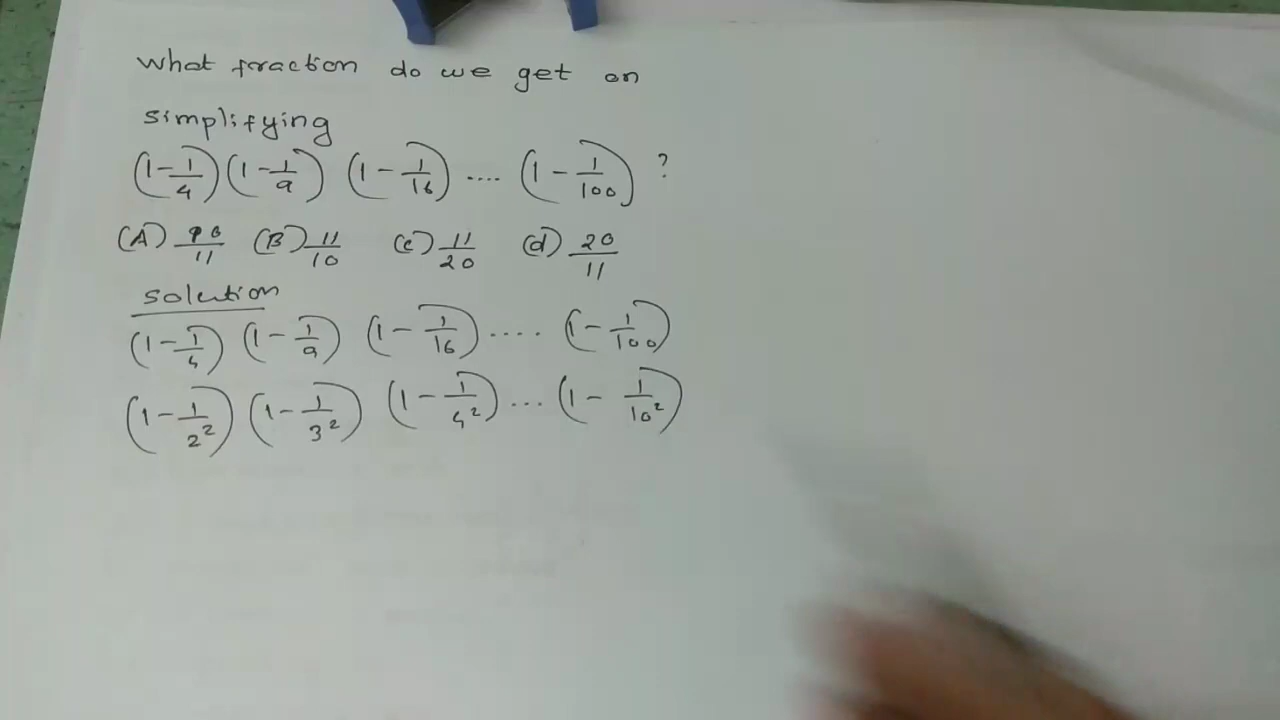 What fraction do we get on
simplifying
(1-1/4)(1-1/9) (1-1/16) .... (1-1/100) ?
(A) 10/11 (B) 11/10 (c) 11/20 (d) 20/11
solution
(1-1/4) (1-1/9) (1-1/16) .... (1-1/100)
(1-1/2²) (1-1/3²) (1-1/4²) ... (1-1/10²)